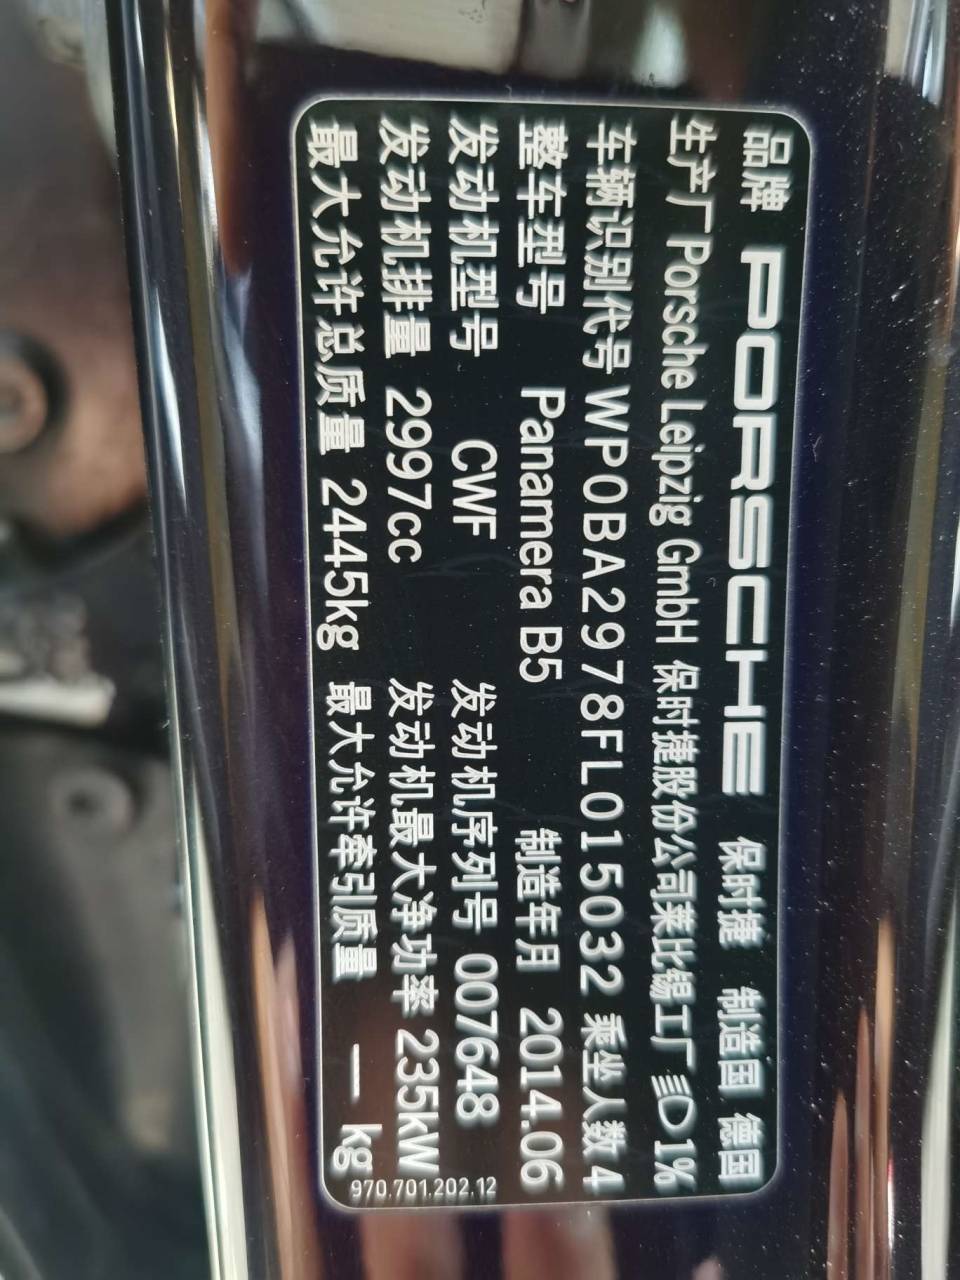 品牌 PORSCHE 保时捷 制造国 德国
生产厂 Porsche Leipzig GmbH 保时捷股份公司莱比锡工厂 1%
车辆识别代号 WP0BA2978FL015032 乘坐人数 4
整车型号 Panamera B5 制造年月 2014.06
发动机型号 CWF 发动机序列号 007648
发动机排量 2997cc 发动机最大净功率 235kW
最大允许总质量 2445kg 最大允许牵引质量 — kg
970.701.202.12